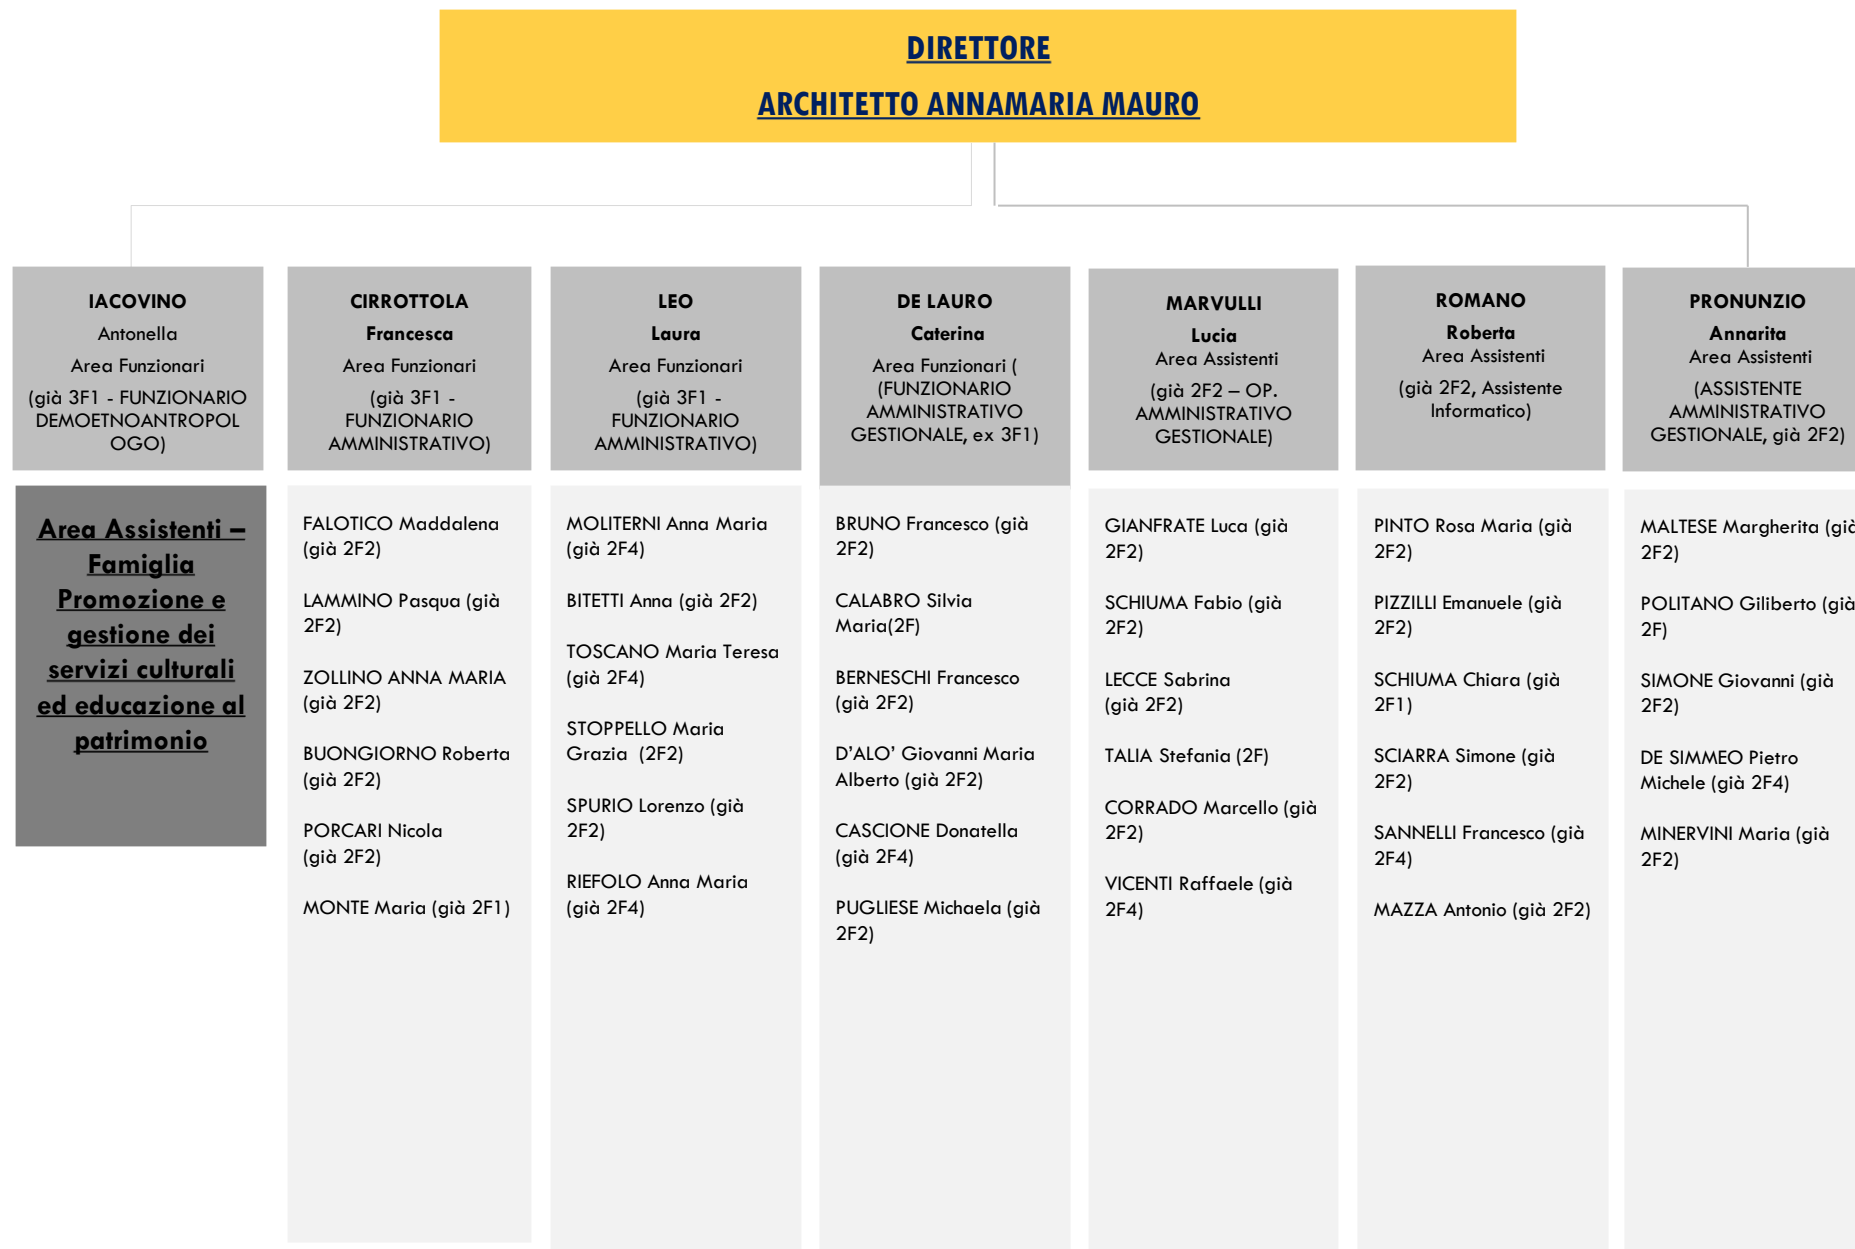 DIRETTORE
ARCHITETTO ANNAMARIA MAURO
IACOVINO
Antonella
Area Funzionari
(già 3F1 - FUNZIONARIO
DEMOETNOANTROPOL
OGO)
CIRROTTOLA
Francesca
Area Funzionari
(già 3F1 -
FUNZIONARIO
AMMINISTRATIVO)
LEO
Laura
Area Funzionari
(già 3F1 -
FUNZIONARIO
AMMINISTRATIVO)
DE LAURO
Caterina
Area Funzionari (
(FUNZIONARIO
AMMINISTRATIVO
GESTIONALE, ex 3F1)
MARVULLI
Lucia
Area Assistenti
(già 2F2 – OP.
AMMINISTRATIVO
GESTIONALE)
ROMANO
Roberta
Area Assistenti
(già 2F2, Assistente
Informatico)
PRONUNZIO
Annarita
Area Assistenti
(ASSISTENTE
AMMINISTRATIVO
GESTIONALE, già 2F2)
Area Assistenti –
Famiglia
Promozione e
gestione dei
servizi culturali
ed educazione al
patrimonio
FALOTICO Maddalena
(già 2F2)
LAMMINO Pasqua (già
2F2)
ZOLLINO ANNA MARIA
(già 2F2)
BUONGIORNO Roberta
(già 2F2)
PORCARI Nicola
(già 2F2)
MONTE Maria (già 2F1)
MOLITERNI Anna Maria
(già 2F4)
BITETTI Anna (già 2F2)
TOSCANO Maria Teresa
(già 2F4)
STOPPELLO Maria
Grazia (2F2)
SPURIO Lorenzo (già
2F2)
RIEFOLO Anna Maria
(già 2F4)
BRUNO Francesco (già
2F2)
CALABRO Silvia
Maria(2F)
BERNESCHI Francesco
(già 2F2)
D'ALO' Giovanni Maria
Alberto (già 2F2)
CASCIONE Donatella
(già 2F4)
PUGLIESE Michaela (già
2F2)
GIANFRATE Luca (già
2F2)
SCHIUMA Fabio (già
2F2)
LECCE Sabrina
(già 2F2)
TALIA Stefania (2F)
CORRADO Marcello (già
2F2)
VICENTI Raffaele (già
2F4)
PINTO Rosa Maria (già
2F2)
PIZZILLI Emanuele (già
2F2)
SCHIUMA Chiara (già
2F1)
SCIARRA Simone (già
2F2)
SANNELLI Francesco (già
2F4)
MAZZA Antonio (già 2F2)
MALTESE Margherita (già
2F2)
POLITANO Giliberto (già
2F)
SIMONE Giovanni (già
2F2)
DE SIMMEO Pietro
Michele (già 2F4)
MINERVINI Maria (già
2F2)